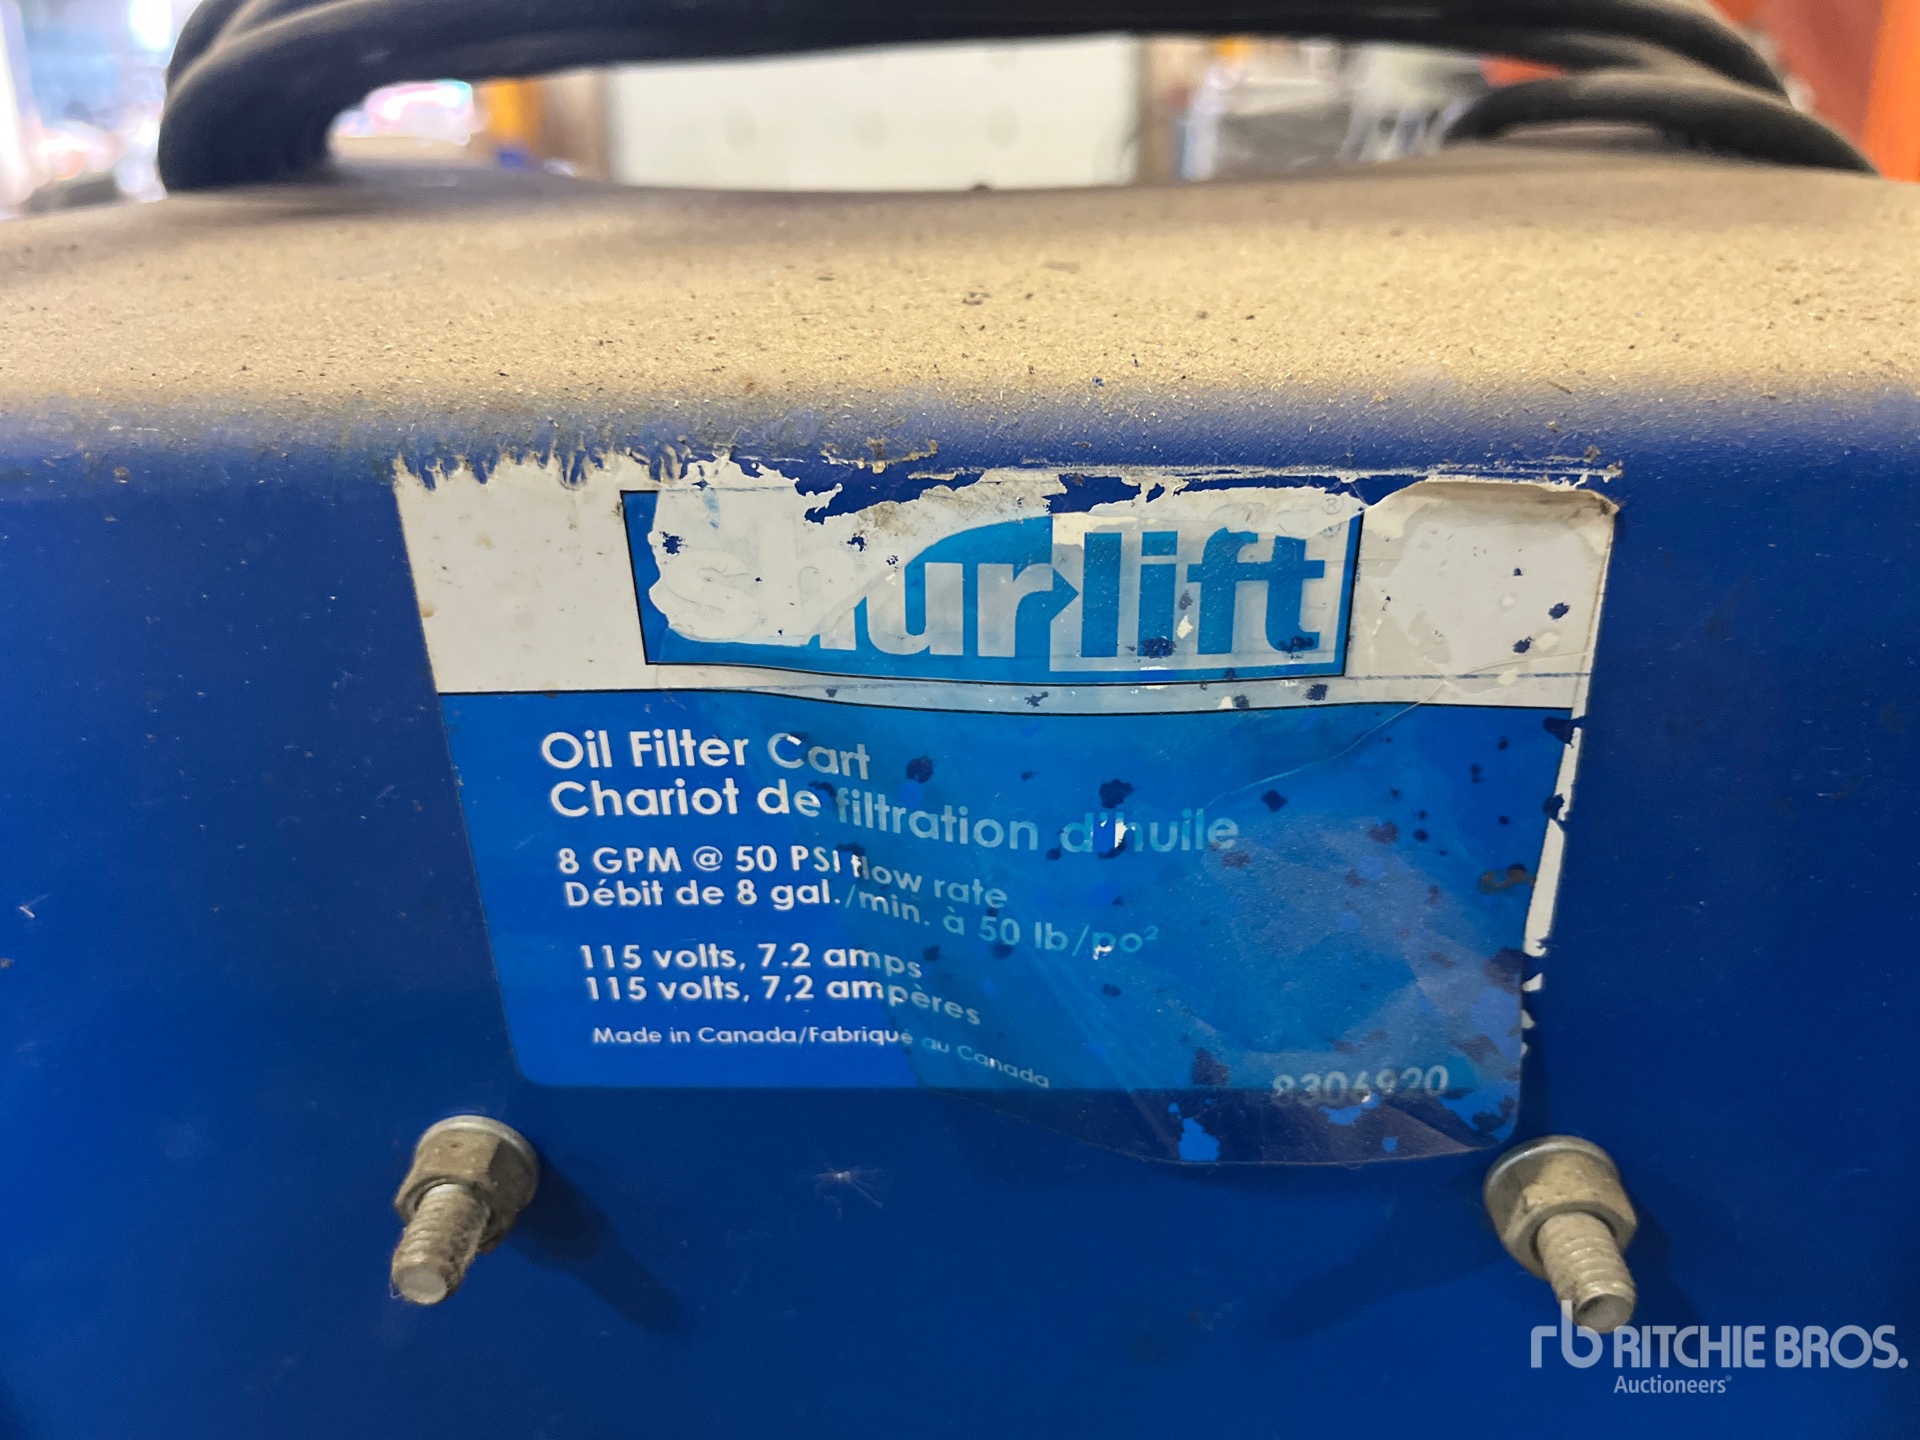 shurlift
Oil Filter Cart
Chariot de filtration d'huile
8 GPM @ 50 PSI flow rate
Débit de 8 gal./min. à 50 lb/po²
115 volts, 7.2 amps
115 volts, 7,2 ampères
Made in Canada/Fabriqué au Canada
8306920
rb RITCHIE BROS.
Auctioneers®